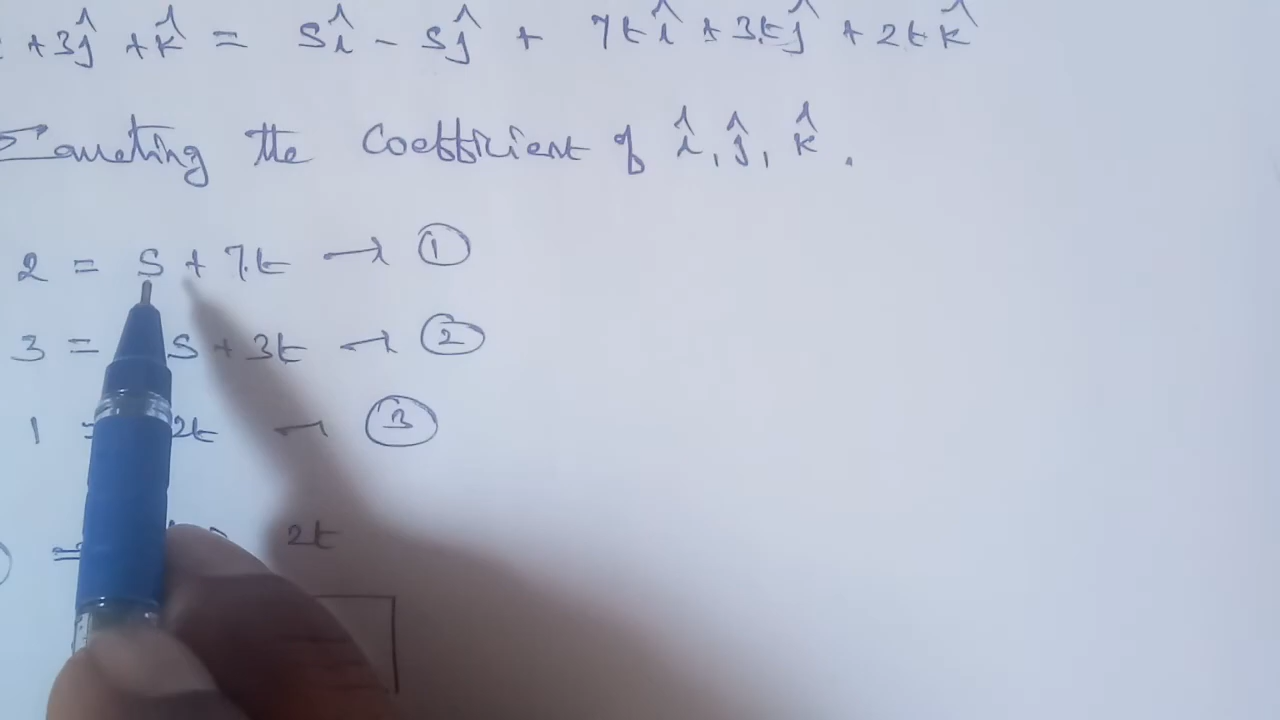 +3ĵ + k̂ = sî - sĵ + 7tî + 3tĵ + 2tk̂
Equating the Coefficient of î, ĵ, k̂.
2 = S + 7t → ①
3 = S + 3t → ②
1 = 2t → ③
= 2t